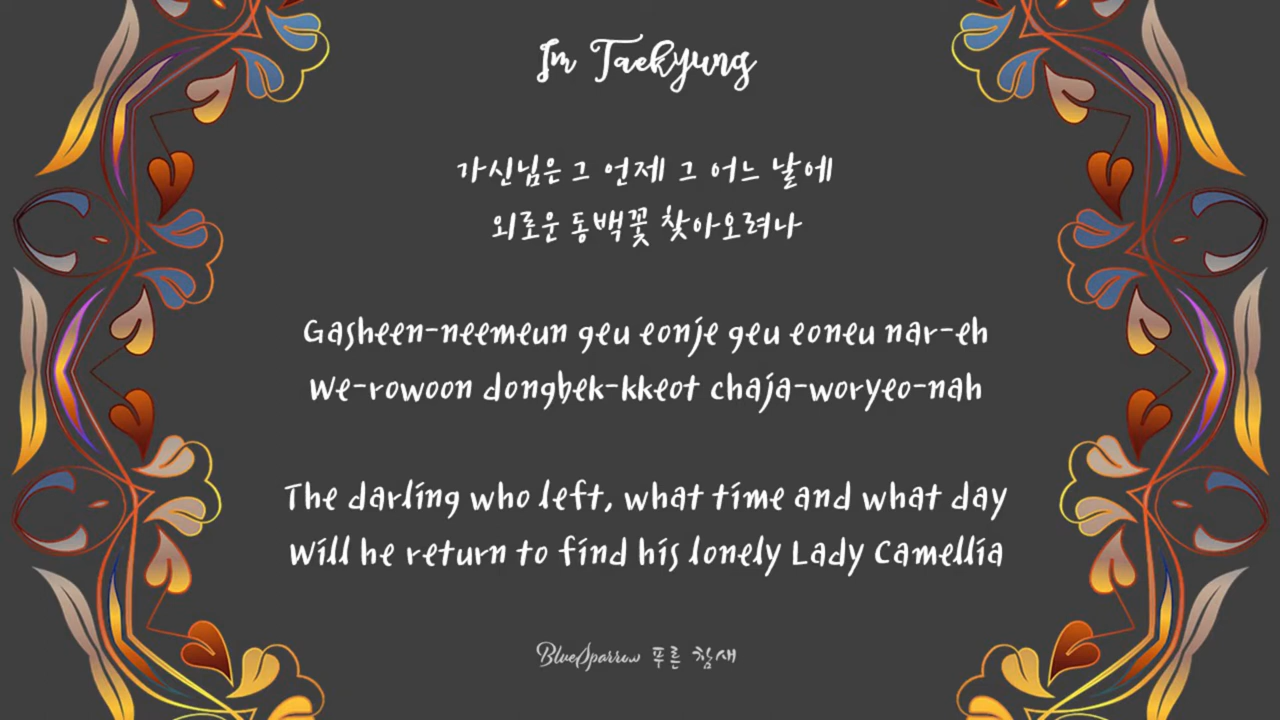 Im Taekyung
가신님은 그 언제 그 어느 날에
외로운 동백꽃 찾아오려나
Gasheen-neemeun geu eonje geu eoneu nar-eh
We-rowoon dongbek-kkeot chaja-woryeo-nah
The darling who left, what time and what day
Will he return to find his lonely Lady Camellia
BlueSparrow 푸른 참새